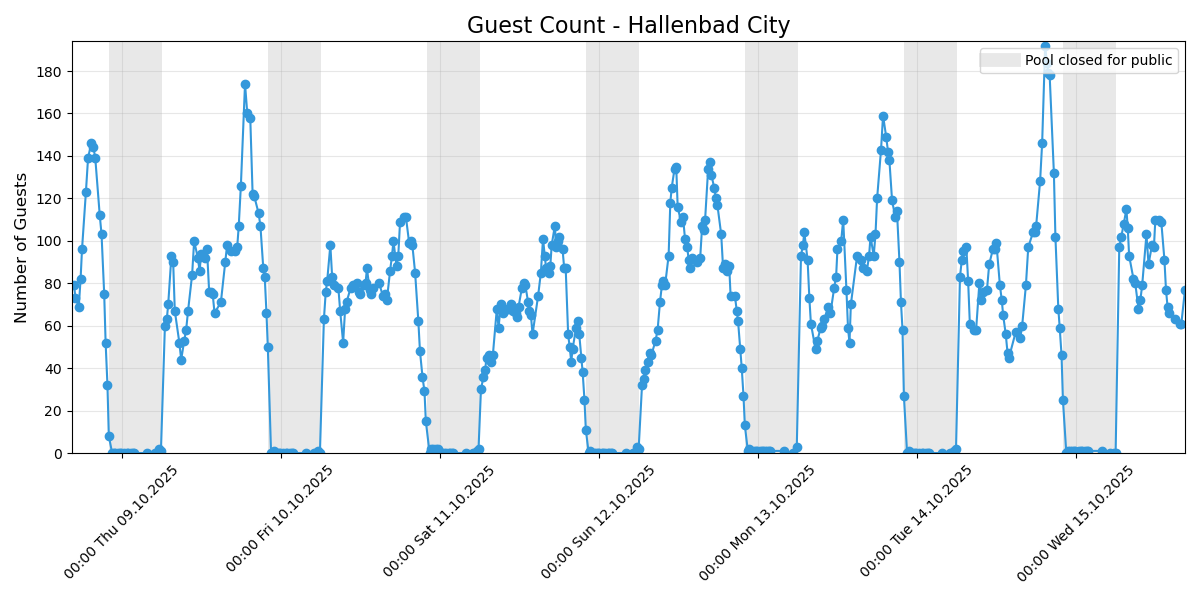 Guest Count - Hallenbad City
Pool closed for public
Number of Guests
180
160
140
120
100
80
60
40
20
0
00:00 Thu 09.10.2025
00:00 Fri 10.10.2025
00:00 Sat 11.10.2025
00:00 Sun 12.10.2025
00:00 Mon 13.10.2025
00:00 Tue 14.10.2025
00:00 Wed 15.10.2025